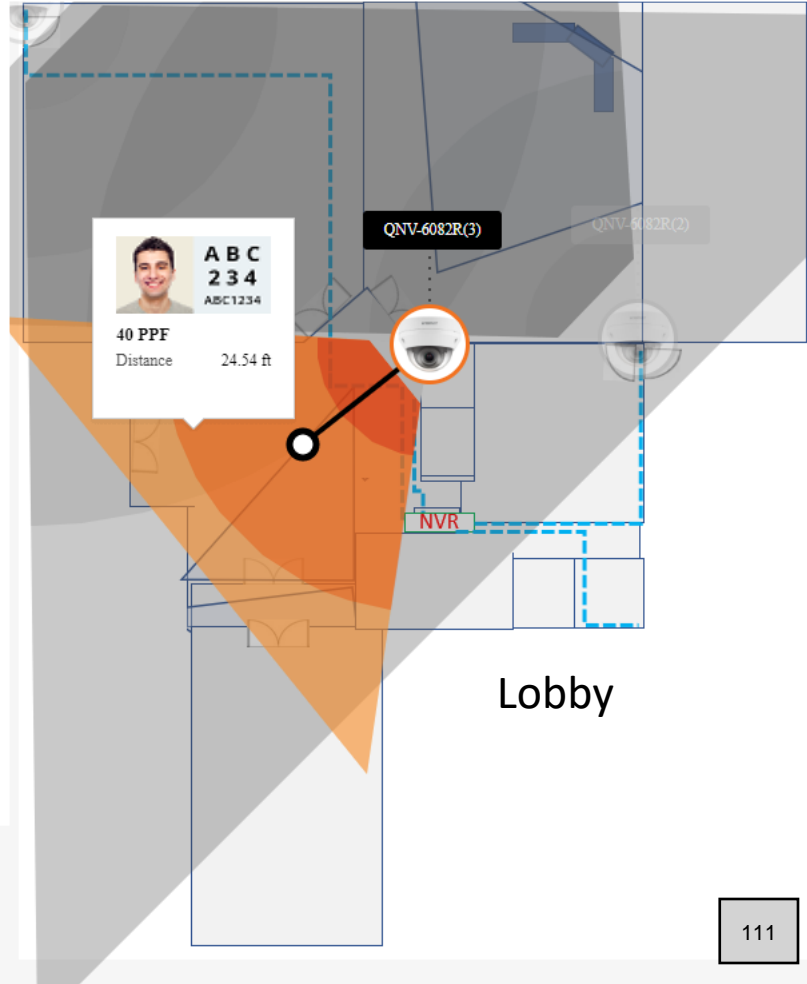 QNV-6082R(3)
QNV-6082R(2)
A B C
2 3 4
ABC1234
40 PPF
Distance 24.54 ft
NVR
Lobby
111